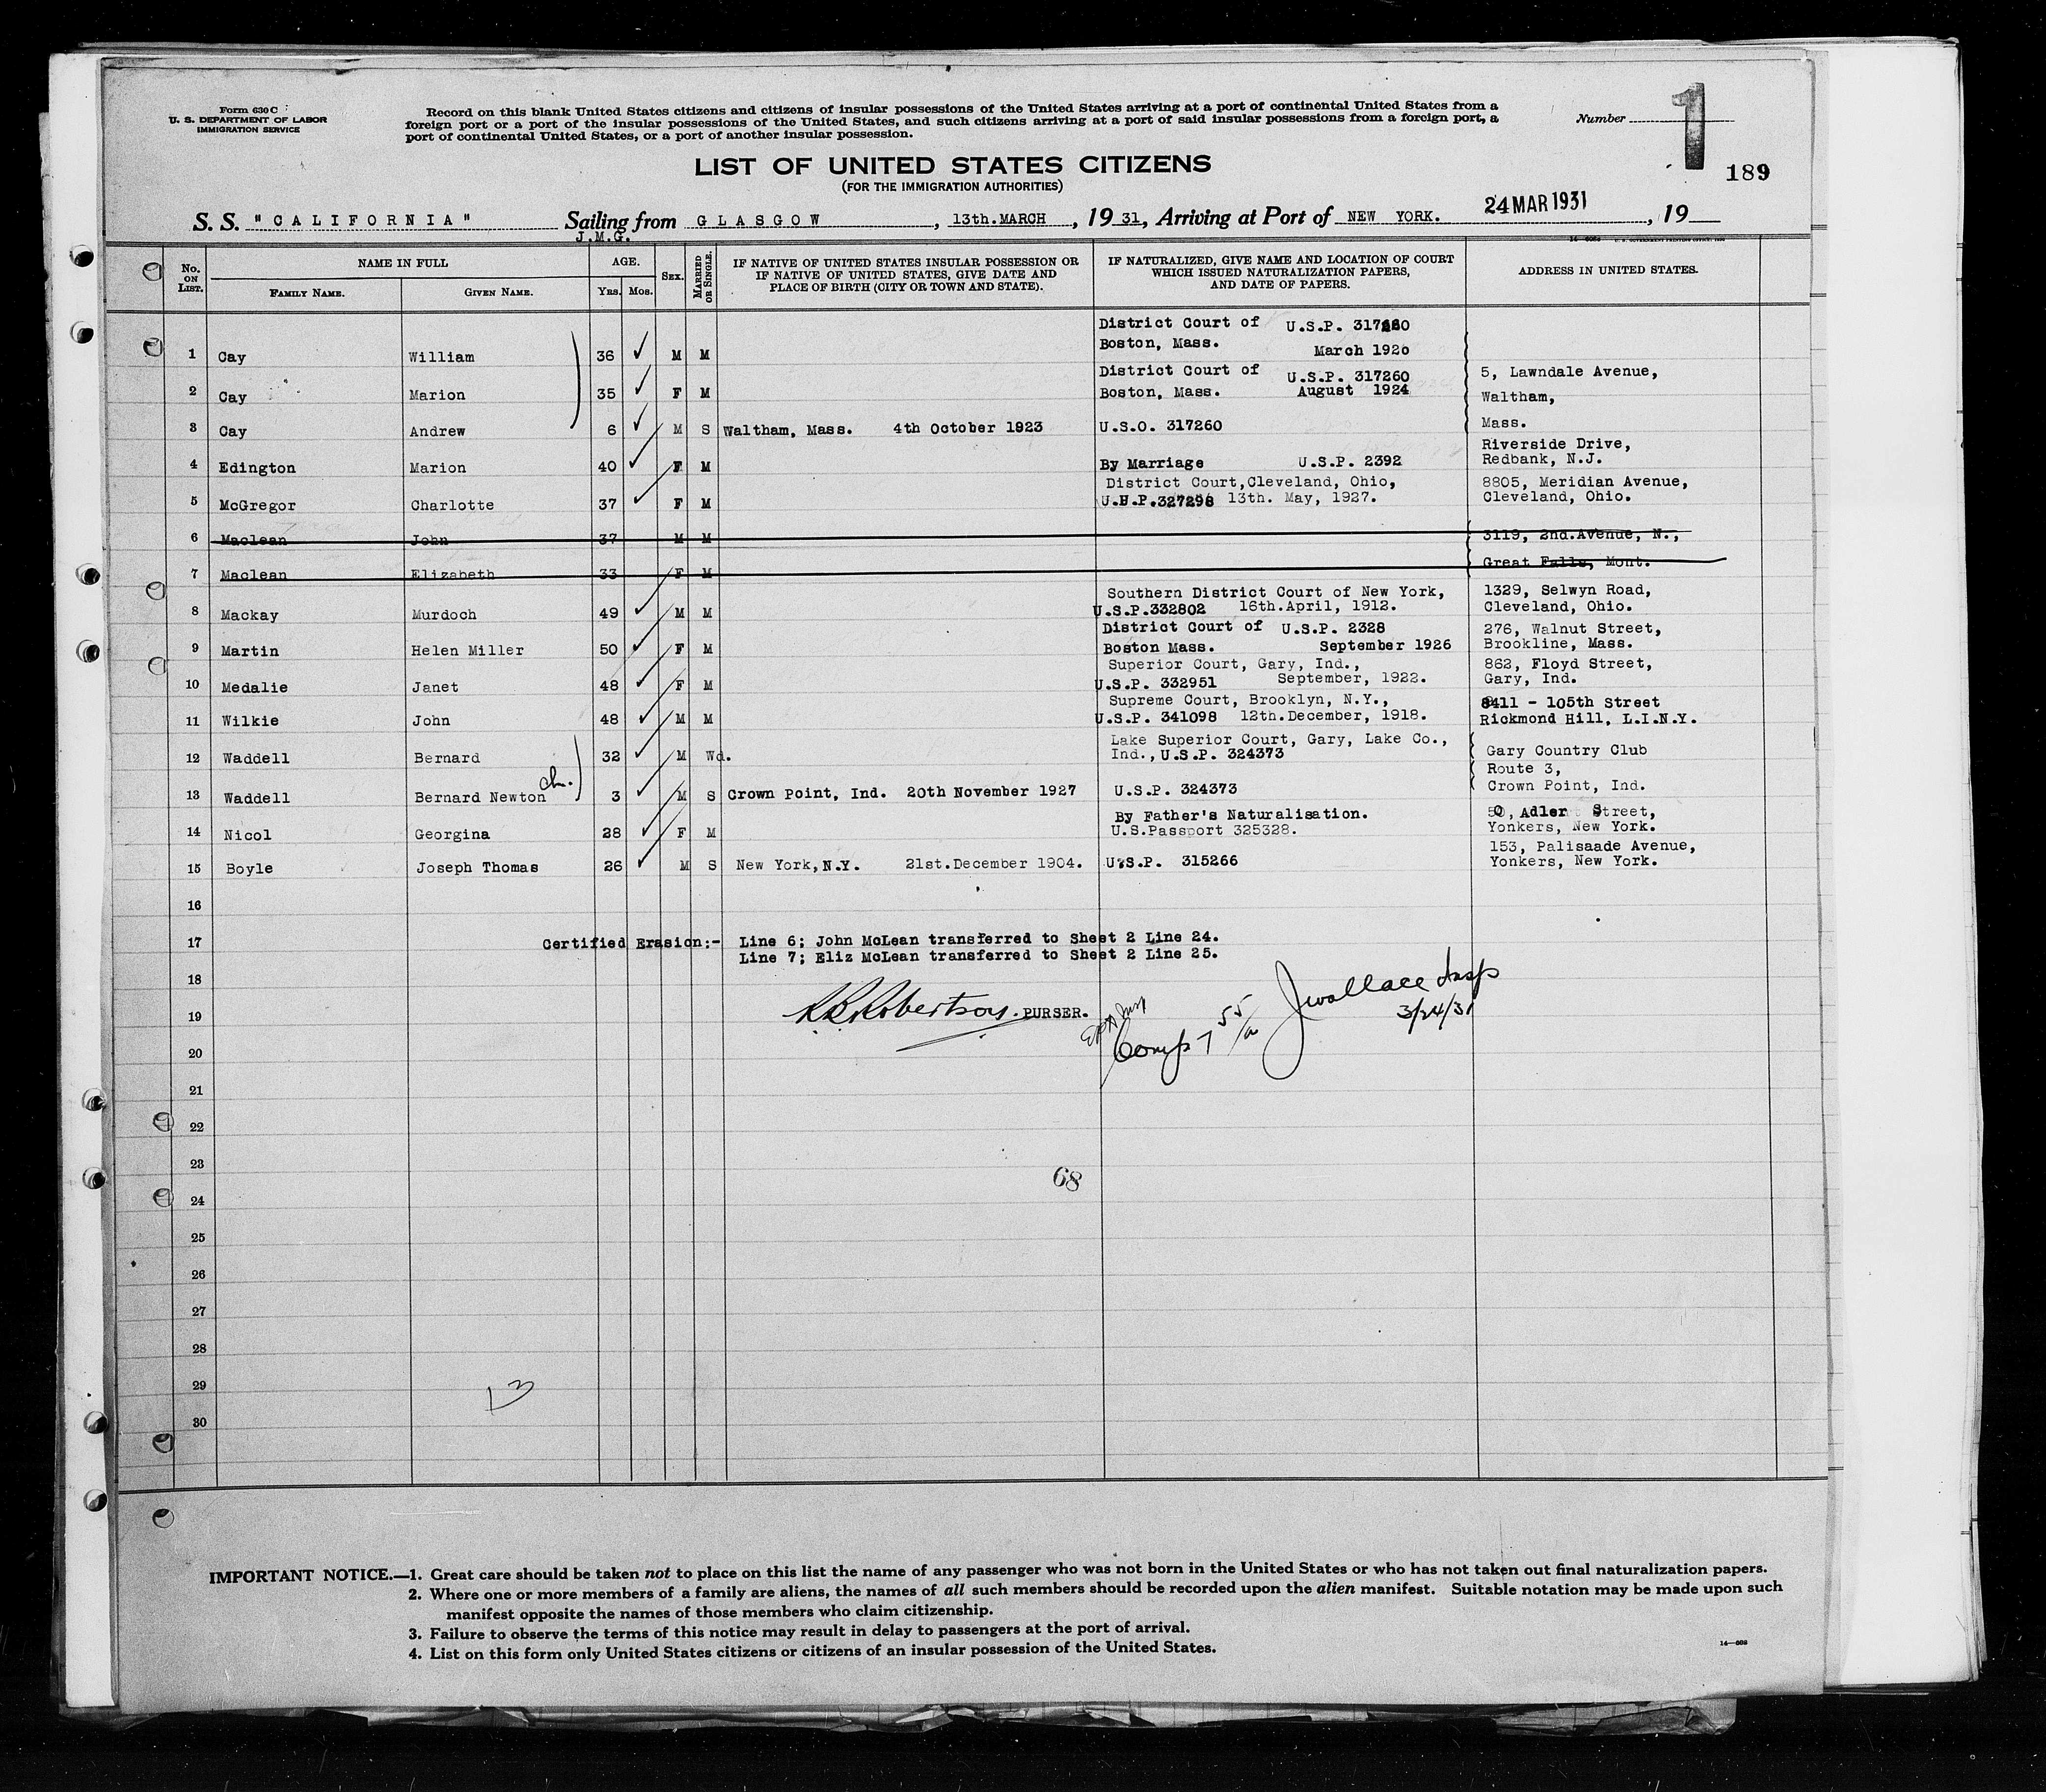 Form 630 C
U. S. DEPARTMENT OF LABOR
IMMIGRATION SERVICE
Record on this blank United States citizens and citizens of insular possessions of the United States arriving at a port of continental United States from a
foreign port or a port of the insular possessions of the United States, and such citizens arriving at a port of said insular possessions from a foreign port, a
port of continental United States, or a port of another insular possession.
Number 1
189
LIST OF UNITED STATES CITIZENS
(FOR THE IMMIGRATION AUTHORITIES)
S. S. "CALIFORNIA" Sailing from GLASGOW, 13th.MARCH, 19 31, Arriving at Port of NEW YORK. 24 MAR 1931, 19
J.M.G.
No. ON LIST. NAME IN FULL FAMILY NAME. GIVEN NAME. AGE. YRS. MOS. SEX. MARRIED OR SINGLE. IF NATIVE OF UNITED STATES INSULAR POSSESSION OR IF NATIVE OF UNITED STATES, GIVE DATE AND PLACE OF BIRTH (CITY OR TOWN AND STATE). IF NATURALIZED, GIVE NAME AND LOCATION OF COURT WHICH ISSUED NATURALIZATION PAPERS, AND DATE OF PAPERS. ADDRESS IN UNITED STATES.
District Court of U.S.P. 317260
Boston, Mass.
1 Cay William 36 M M March 1920
District Court of U.S.P. 317260 5, Lawndale Avenue,
2 Cay Marion 35 F M Boston, Mass. August 1924 Waltham,
3 Cay Andrew 6 M S Waltham, Mass. 4th October 1923 U.S.O. 317260 Mass.
Riverside Drive,
4 Edington Marion 40 F M By Marriage U.S.P. 2392 Redbank, N.J.
District Court, Cleveland, Ohio, 8805, Meridian Avenue,
5 McGregor Charlotte 37 F M 327298 13th. May, 1927. Cleveland, Ohio.
6 Maclean John 37 M M 3119, 2nd.Avenue, N.,
7 Maclean Elizabeth 33 F M Great Falls, Mont.
Southern District Court of New York, 1329, Selwyn Road,
8 Mackay Murdoch 49 M M U.S.P.332802 16th.April, 1912. Cleveland, Ohio.
District Court of U.S.P. 2328 276, Walnut Street,
9 Martin Helen Miller 50 F M Boston Mass. September 1926 Brookline, Mass.
Superior Court, Gary, Ind., 862, Floyd Street,
10 Medalie Janet 48 F M U.S.P. 332951 September, 1922. Gary, Ind.
Supreme Court, Brooklyn, N.Y., 8411 - 105th Street
11 Wilkie John 48 M M U.S.P. 341098 12th.December, 1918. Rickmond Hill, L.I.N.Y.
Lake Superior Court, Gary, Lake Co., Gary Country Club
12 Waddell Bernard 32 M Wd. Ind., U.S.P. 324373 Route 3,
13 Waddell Bernard Newton ch. 3 M S Crown Point, Ind. 20th November 1927 U.S.P. 324373 Crown Point, Ind.
By Father's Naturalisation. Adler Street,
14 Nicol Georgina 28 F M U.S.Passport 325328. Yonkers, New York.
153, Palisaade Avenue,
15 Boyle Joseph Thomas 26 M S New York, N.Y. 21st.December 1904. U.S.P. 315266 Yonkers, New York.
16
17 Certified Erasion:- Line 6; John McLean transferred to Sheet 2 Line 24.
Line 7; Eliz McLean transferred to Sheet 2 Line 25.
18
19 Robertson. PURSER. Comp 7 55/ J Wallace Insp
3/24/31
20
21
22
23
68
24
25
26
27
28
29
13
30
IMPORTANT NOTICE.—1. Great care should be taken not to place on this list the name of any passenger who was not born in the United States or who has not taken out final naturalization papers.
2. Where one or more members of a family are aliens, the names of all such members should be recorded upon the alien manifest. Suitable notation may be made upon such
manifest opposite the names of those members who claim citizenship.
3. Failure to observe the terms of this notice may result in delay to passengers at the port of arrival.
4. List on this form only United States citizens or citizens of an insular possession of the United States.